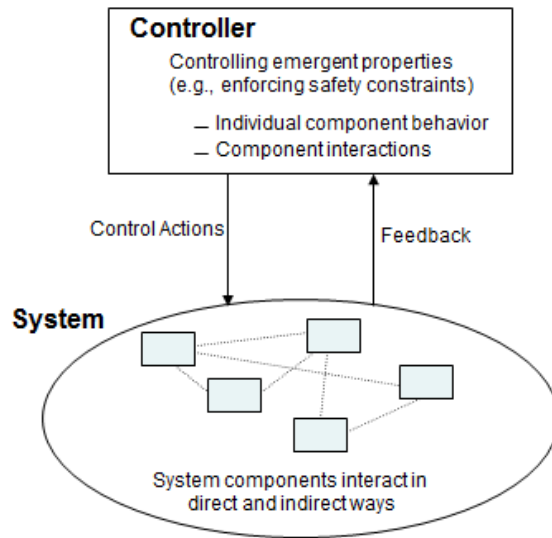 Controller
Controlling emergent properties
(e.g., enforcing safety constraints)
– Individual component behavior
– Component interactions
Control Actions
Feedback
System
System components interact in
direct and indirect ways